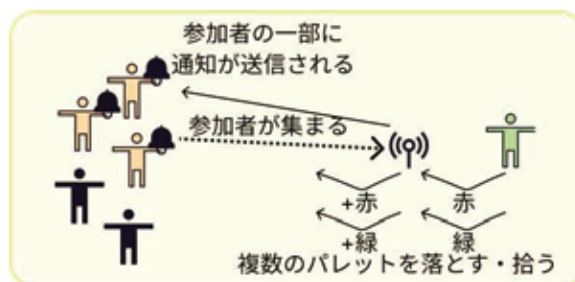 参加者の一部に
通知が送信される
参加者が集まる
+赤 赤
+緑 緑
複数のパレットを落とす・拾う